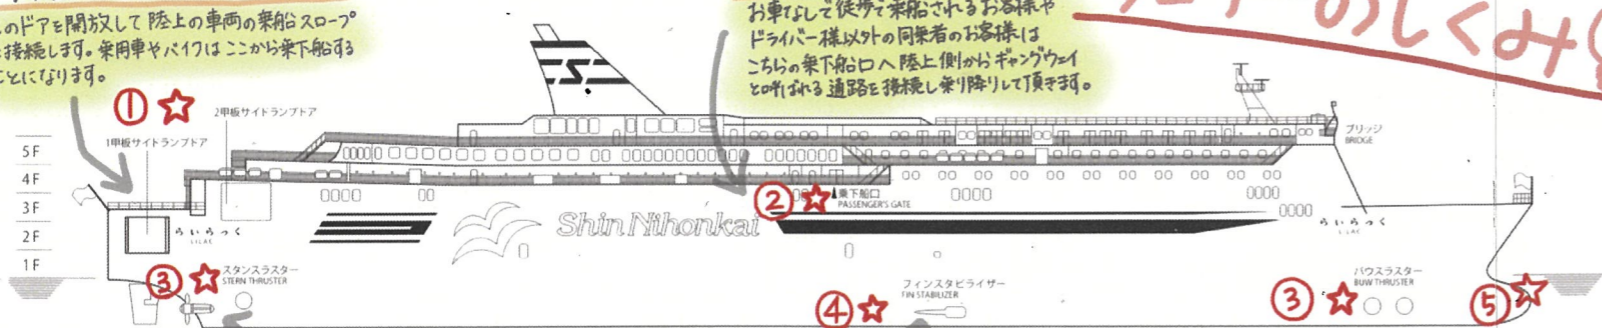 のドアを開放して陸上の車両の乗船スロープ
接続します。乗用車やバイクはここから乗下船する
ことになります。
お車なしで徒歩で乗船されるお客様や
ドライバー様以外の同乗者のお客様は
こちらの乗下船口へ陸上側からギャングウェイ
と呼ばれる通路を接続し乗り降りして頂きます。
のしくみ
①
2甲板サイドランプドア
1甲板サイドランプドア
S
ブリッジ
BRIDGE
5F
4F
3F
2F
1F
②
乗下船口
PASSENGER'S GATE
らいらっく
LILAC
Shin Nihonkai
らいらっく
LILAC
③
スタンスラスター
STERN THRUSTER
④
フィンスタビライザー
FIN STABILIZER
③
バウスラスター
BUW THRUSTER
⑤